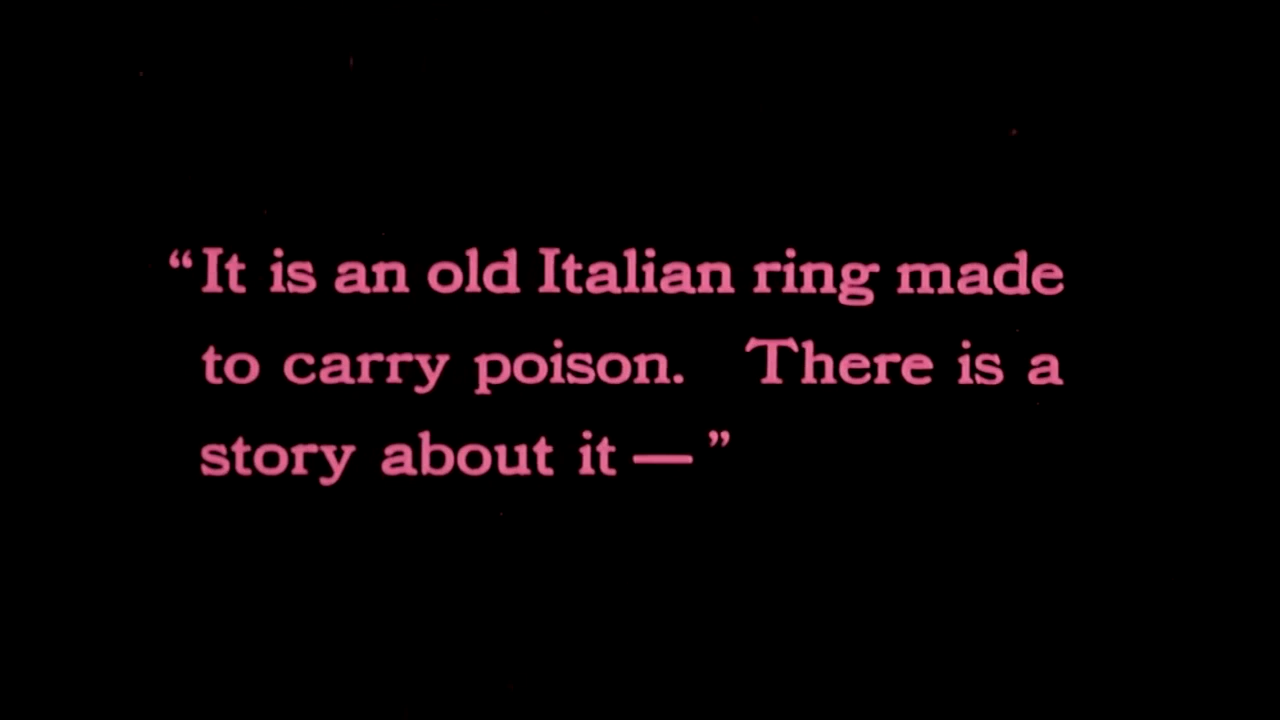 “It is an old Italian ring made
to carry poison. There is a
story about it — ”